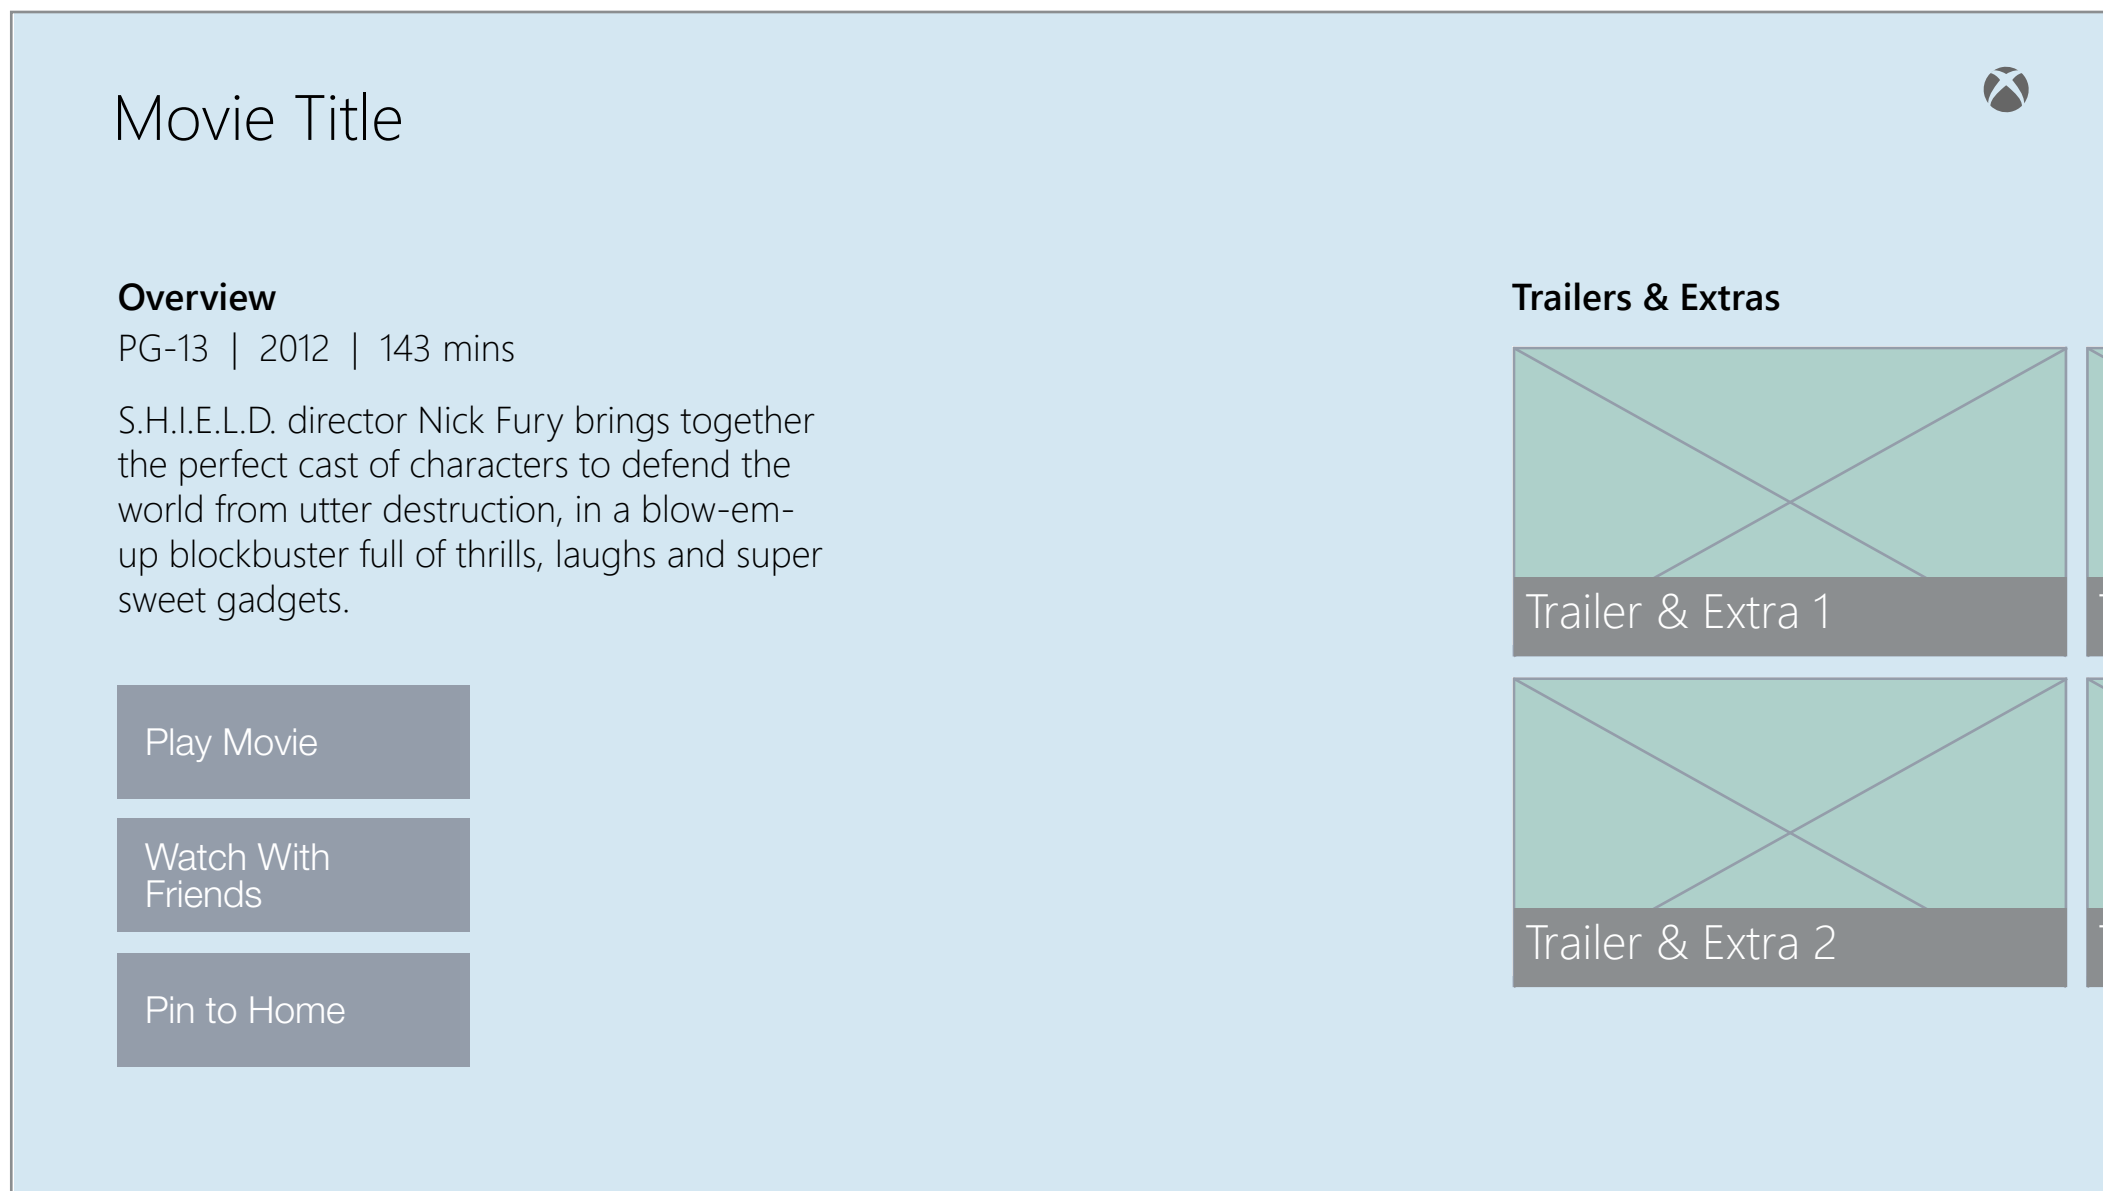 Movie Title
Overview
PG-13 | 2012 | 143 mins
S.H.I.E.L.D. director Nick Fury brings together
the perfect cast of characters to defend the
world from utter destruction, in a blow-em-
up blockbuster full of thrills, laughs and super
sweet gadgets.
Play Movie
Watch With
Friends
Pin to Home
Trailers & Extras
Trailer & Extra 1
Trailer & Extra 2